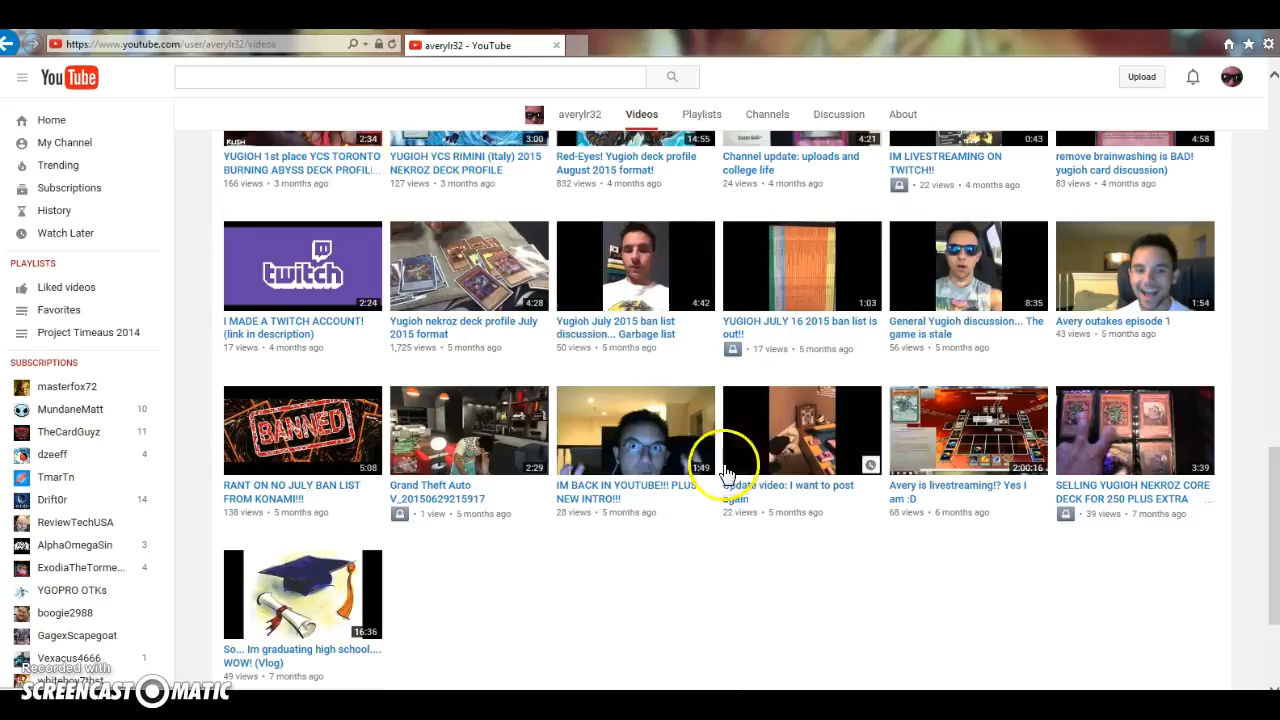 https://www.youtube.com/user/averylr32/videos
averylr32 - YouTube
YouTube
Upload
averylr32 Videos Playlists Channels Discussion About
Home
My Channel
Trending
Subscriptions
History
Watch Later
PLAYLISTS
Liked videos
Favorites
Project Timeaus 2014
SUBSCRIPTIONS
masterfox72
MundaneMatt 10
TheCardGuyz 11
dzeeff 4
TmarTn
Drift0r 14
ReviewTechUSA
AlphaOmegaSin 3
ExodiaTheTorme... 4
YGOPRO OTKs
boogie2988
GagexScapegoat
Vexacus4666 1
2:34
YUGIOH 1st place YCS TORONTO
BURNING ABYSS DECK PROFIL...
166 views • 3 months ago
3:00
YUGIOH YCS RIMINI (Italy) 2015
NEKROZ DECK PROFILE
127 views • 3 months ago
14:55
Red-Eyes! Yugioh deck profile
August 2015 format!
832 views • 4 months ago
4:21
Channel update: uploads and
college life
24 views • 4 months ago
0:43
IM LIVESTREAMING ON
TWITCH!!
• 22 views • 4 months ago
4:58
remove brainwashing is BAD!
yugioh card discussion)
83 views • 4 months ago
twitch
2:24
I MADE A TWITCH ACCOUNT!
(link in description)
17 views • 4 months ago
4:28
Yugioh nekroz deck profile July
2015 format
1,725 views • 5 months ago
4:42
Yugioh July 2015 ban list
discussion... Garbage list
50 views • 5 months ago
1:03
YUGIOH JULY 16 2015 ban list is
out!!
• 17 views • 5 months ago
8:35
General Yugioh discussion... The
game is stale
56 views • 5 months ago
1:54
Avery outakes episode 1
43 views • 5 months ago
BANNED
5:08
RANT ON NO JULY BAN LIST
FROM KONAMI!!!
138 views • 5 months ago
2:29
Grand Theft Auto
V_20150629215917
• 1 view • 5 months ago
1:49
IM BACK IN YOUTUBE!!! PLUS
NEW INTRO!!!
28 views • 5 months ago
Update video: I want to post
again
22 views • 5 months ago
2:00:16
Avery is livestreaming!? Yes I
am :D
68 views • 6 months ago
3:39
SELLING YUGIOH NEKROZ CORE
DECK FOR 250 PLUS EXTRA ...
• 39 views • 7 months ago
16:36
So... Im graduating high school....
WOW! (Vlog)
49 views • 7 months ago
Recorded with
SCREENCAST-O-MATIC